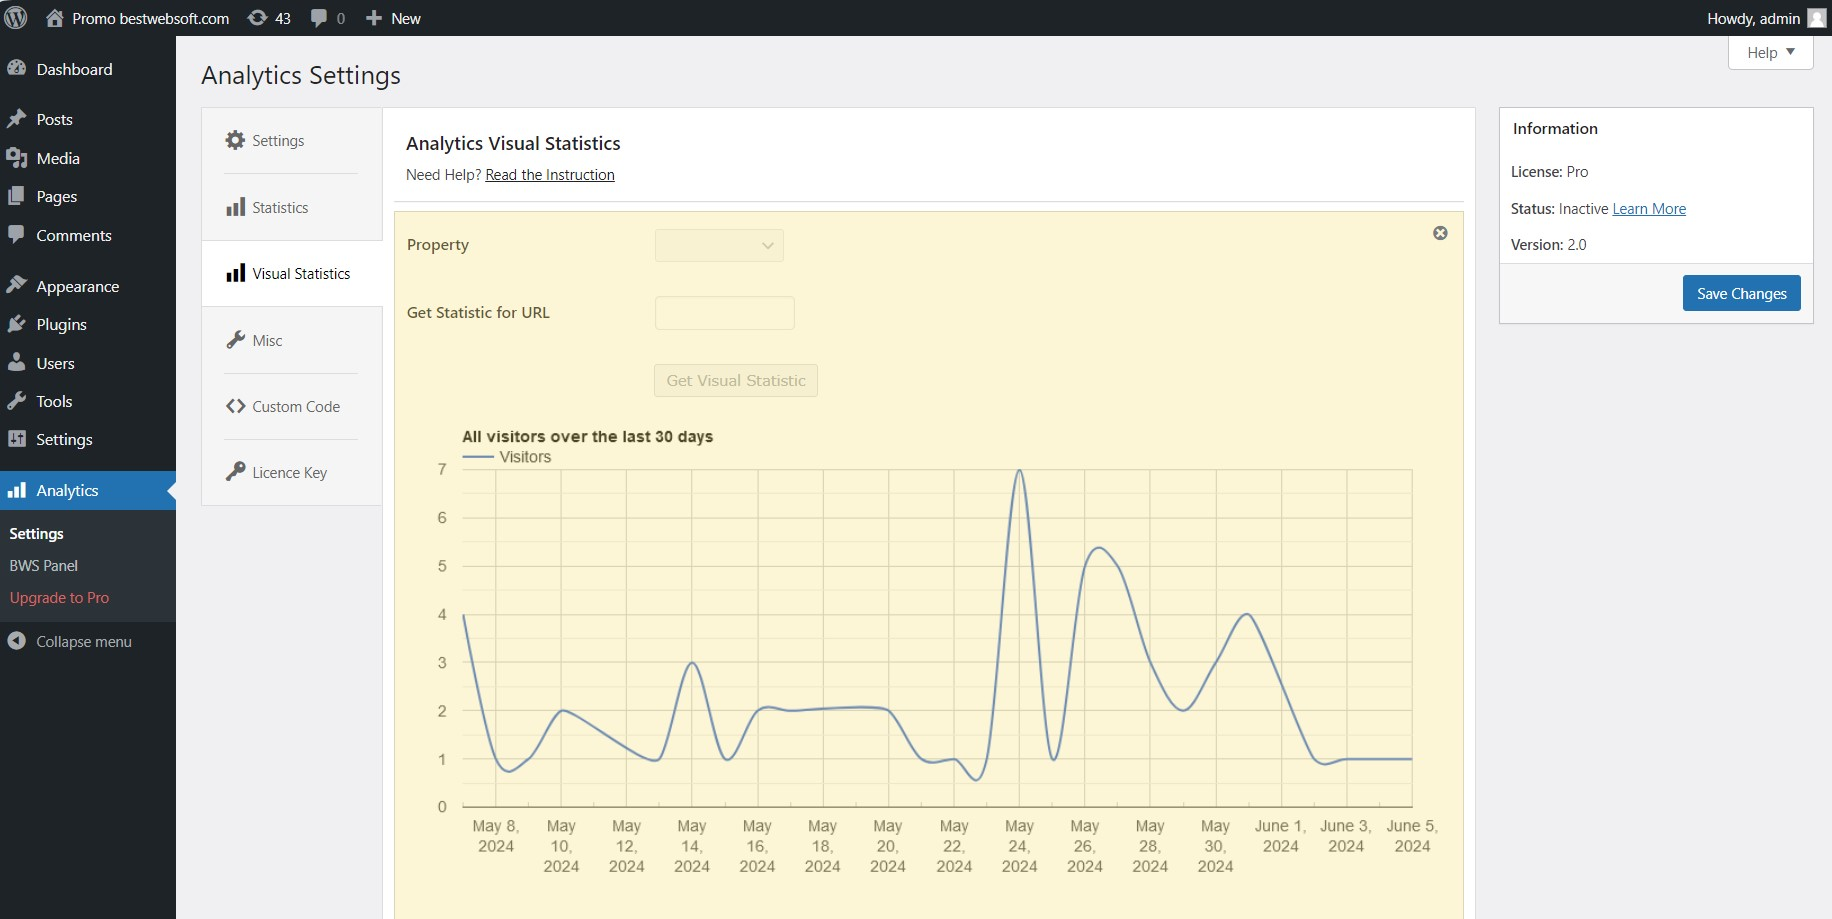 Promo bestwebsoft.com 43 0 New Howdy, admin
Help
Dashboard
Posts
Media
Pages
Comments
Appearance
Plugins
Users
Tools
Settings
Analytics
Settings
BWS Panel
Upgrade to Pro
Collapse menu
Analytics Settings
Settings
Statistics
Visual Statistics
Misc
Custom Code
Licence Key
Analytics Visual Statistics
Need Help? Read the Instruction
Property
Get Statistic for URL
Get Visual Statistic
All visitors over the last 30 days
Visitors
7
6
5
4
3
2
1
0
May 8, 2024
May 10, 2024
May 12, 2024
May 14, 2024
May 16, 2024
May 18, 2024
May 20, 2024
May 22, 2024
May 24, 2024
May 26, 2024
May 28, 2024
May 30, 2024
June 1, 2024
June 3, 2024
June 5, 2024
Information
License: Pro
Status: Inactive Learn More
Version: 2.0
Save Changes